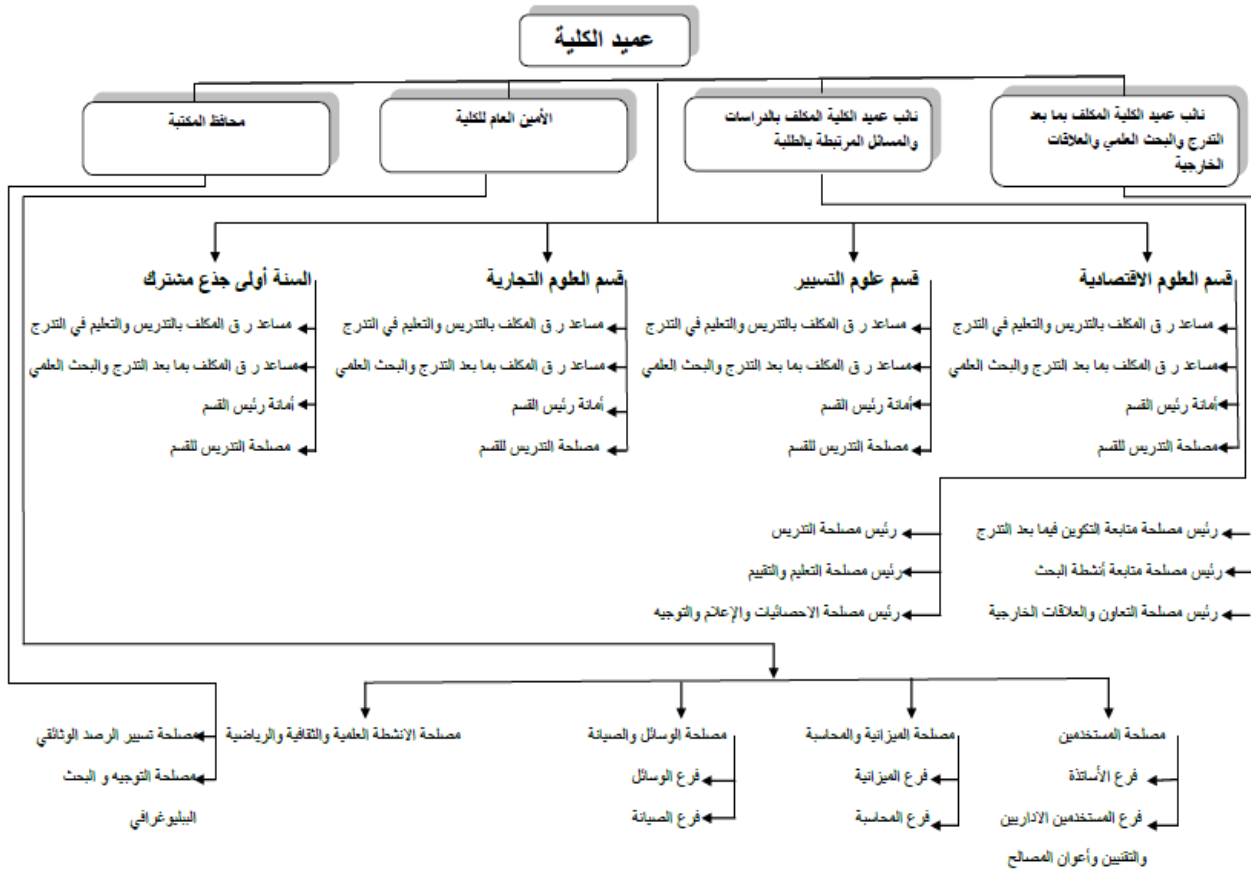 عميد الكلية
نائب عميد الكلية المكلف بما بعد
التدرج والبحث العلمي والعلاقات
الخارجية
نائب عميد الكلية المكلف بالدراسات
والمسائل المرتبطة بالطلبة
الأمين العام للكلية
محافظ المكتبة
قسم العلوم الاقتصادية
مساعد ر ق المكلف بالتدريس والتعليم في التدرج
مساعد ر ق المكلف بما بعد التدرج والبحث العلمي
أمانة رئيس القسم
مصلحة التدريس للقسم
قسم علوم التسيير
مساعد ر ق المكلف بالتدريس والتعليم في التدرج
مساعد ر ق المكلف بما بعد التدرج والبحث العلمي
أمانة رئيس القسم
مصلحة التدريس للقسم
قسم العلوم التجارية
مساعد ر ق المكلف بالتدريس والتعليم في التدرج
مساعد ر ق المكلف بما بعد التدرج والبحث العلمي
أمانة رئيس القسم
مصلحة التدريس للقسم
السنة أولى جذع مشترك
مساعد ر ق المكلف بالتدريس والتعليم في التدرج
مساعد ر ق المكلف بما بعد التدرج والبحث العلمي
أمانة رئيس القسم
مصلحة التدريس للقسم
رئيس مصلحة متابعة التكوين فيما بعد التدرج
رئيس مصلحة متابعة أنشطة البحث
رئيس مصلحة التعاون والعلاقات الخارجية
رئيس مصلحة التدريس
رئيس مصلحة التعليم والتقييم
رئيس مصلحة الاحصائيات والإعلام والتوجيه
مصلحة المستخدمين
فرع الأساتذة
فرع المستخدمين الاداريين
والتقنيين وأعوان المصالح
مصلحة الميزانية والمحاسبة
فرع الميزانية
فرع المحاسبة
مصلحة الوسائل والصيانة
فرع الوسائل
فرع الصيانة
مصلحة الانشطة العلمية والثقافية والرياضية
مصلحة تسيير الرصد الوثائقي
مصلحة التوجيه و البحث
الببليوغرافي